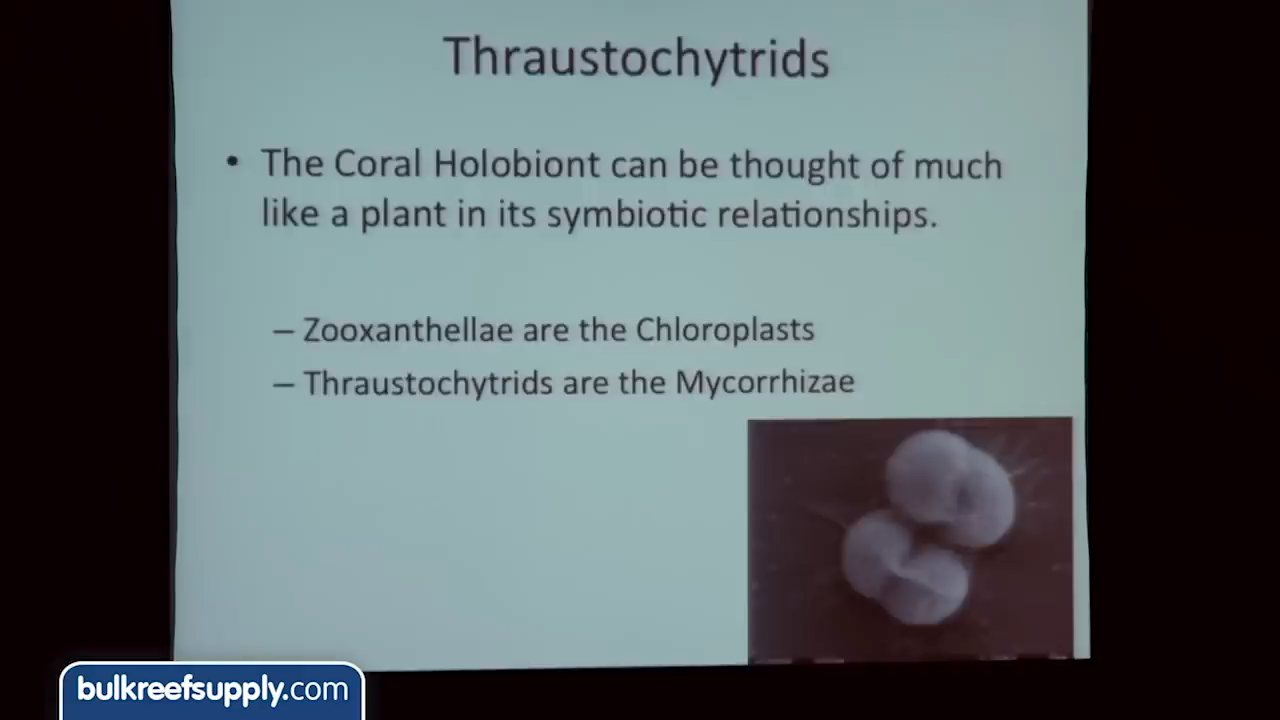 Thraustochytrids
• The Coral Holobiont can be thought of much
like a plant in its symbiotic relationships.
– Zooxanthellae are the Chloroplasts
– Thraustochytrids are the Mycorrhizae
bulkreefsupply.com